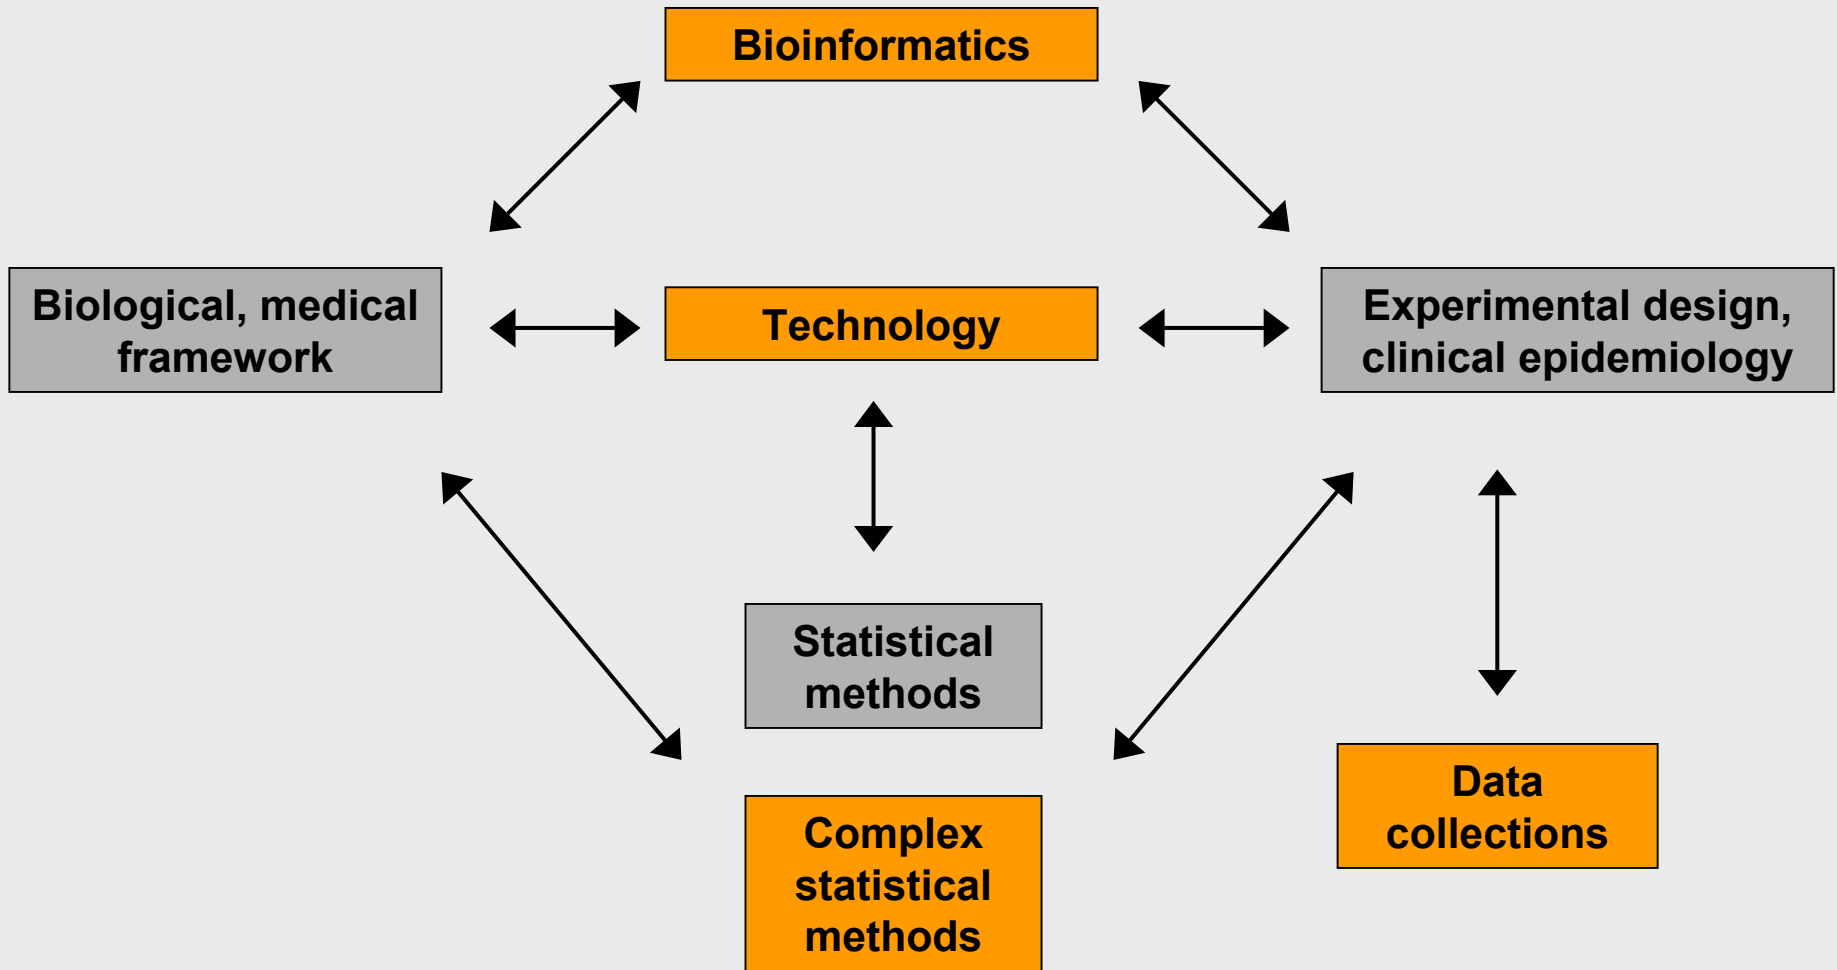 Bioinformatics
Biological, medical
framework
Technology
Experimental design,
clinical epidemiology
Statistical
methods
Complex
statistical
methods
Data
collections